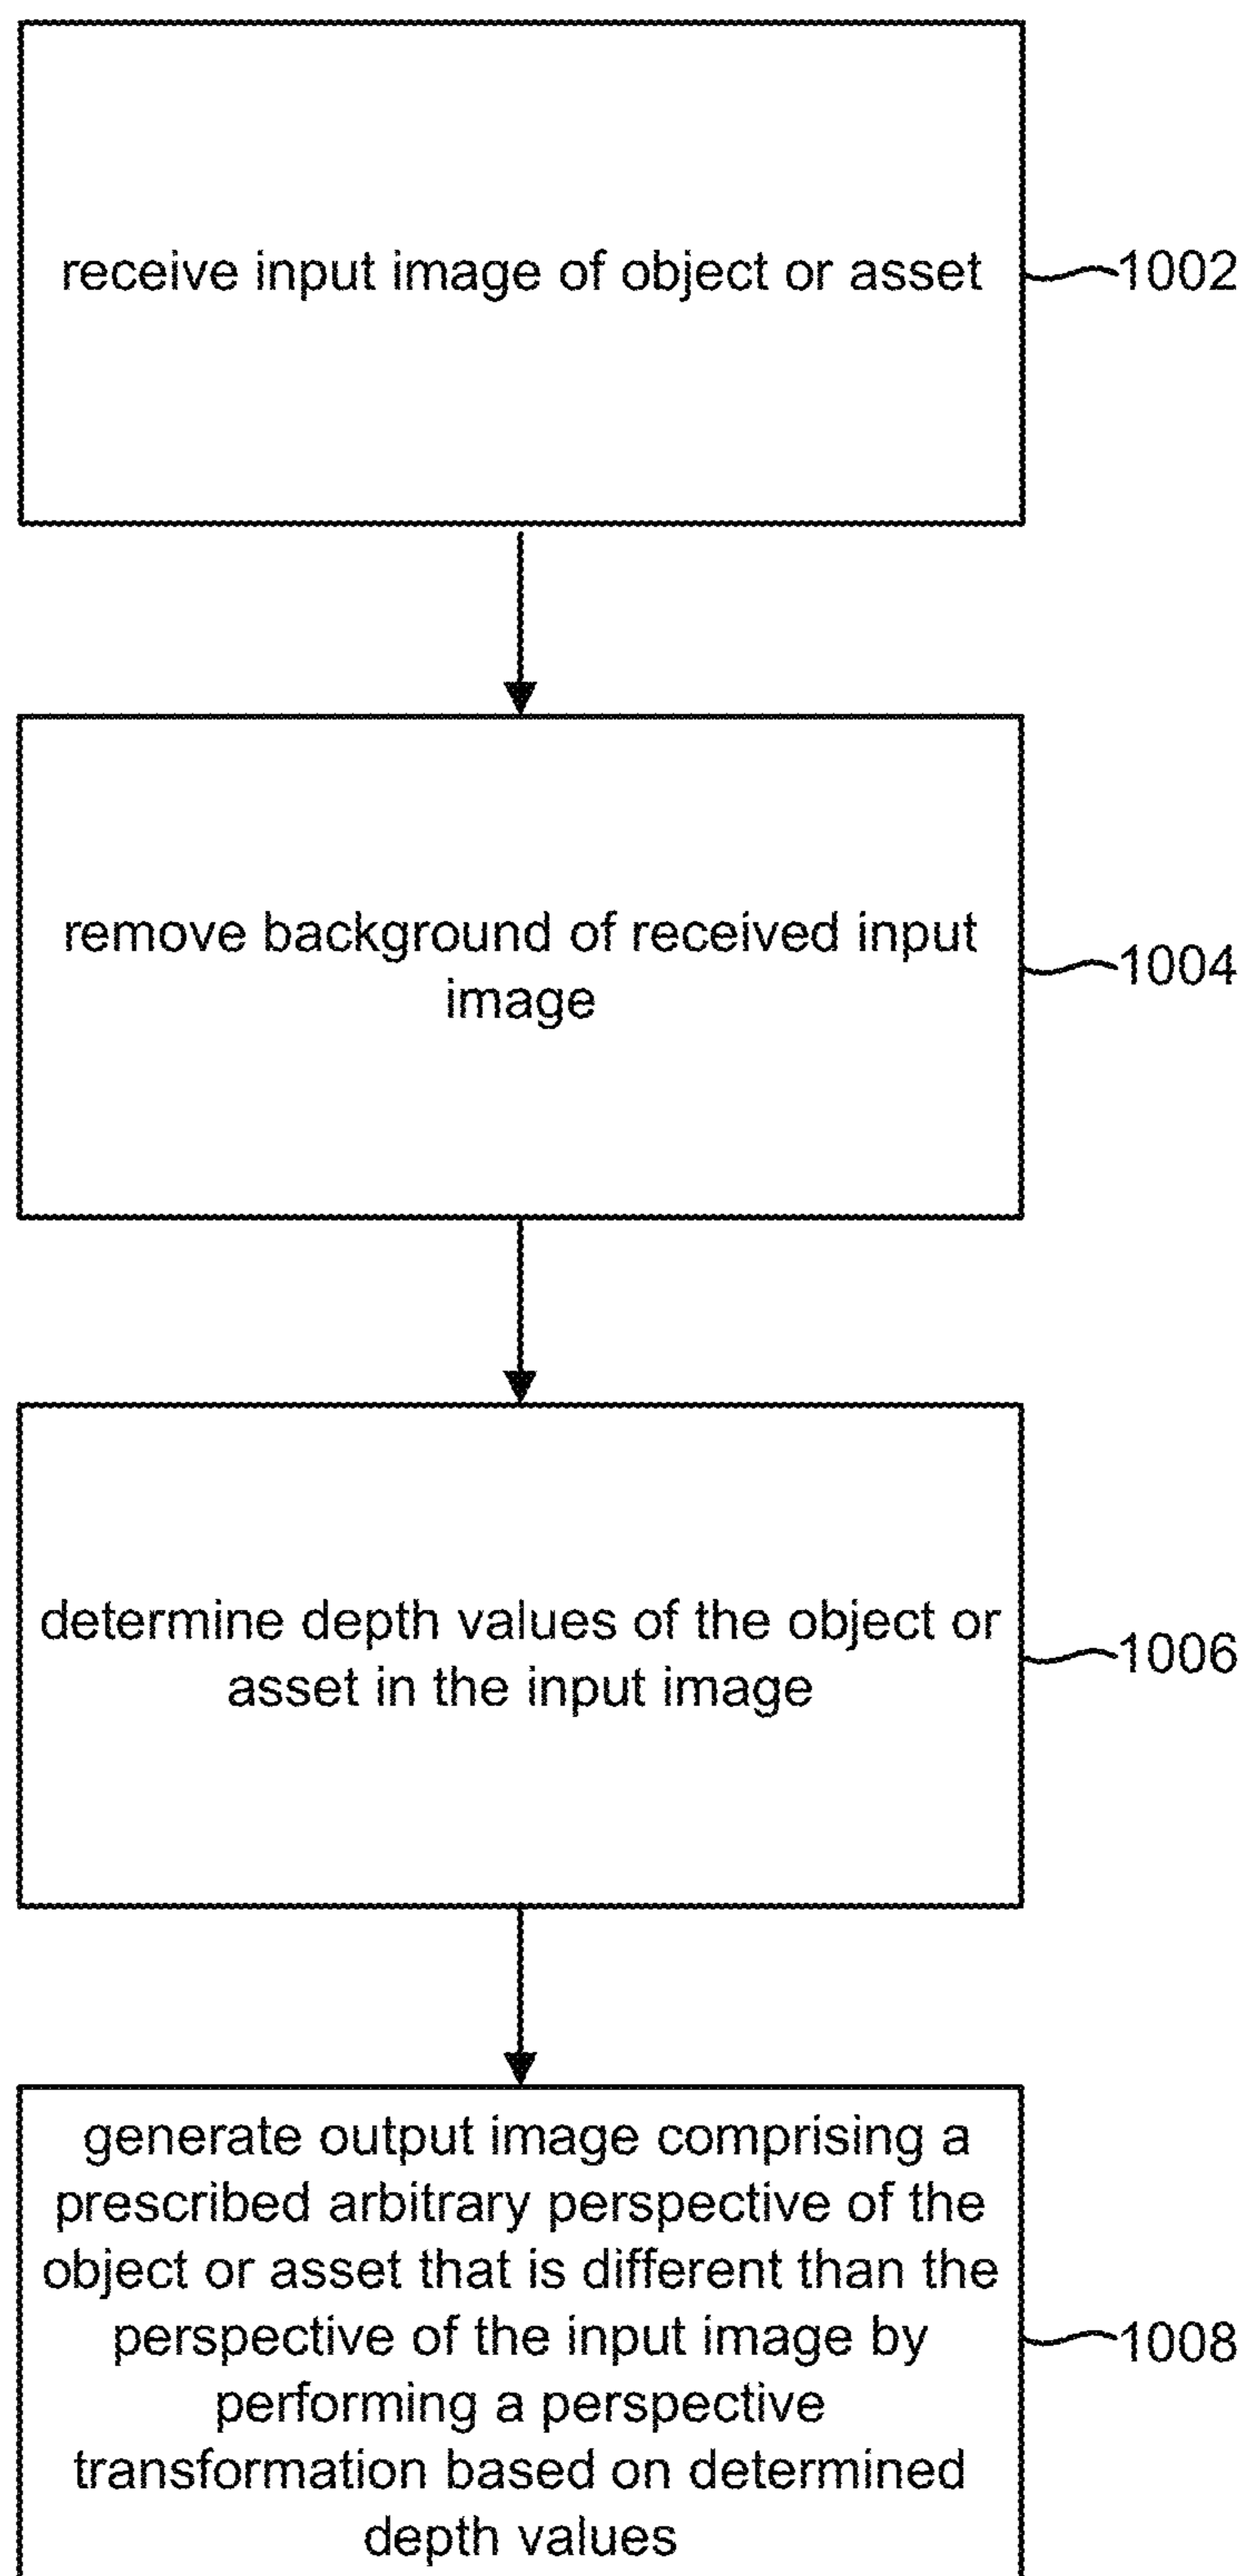 receive input image of object or asset
1002
remove background of received input
image
1004
determine depth values of the object or
asset in the input image
1006
generate output image comprising a
prescribed arbitrary perspective of the
object or asset that is different than the
perspective of the input image by
performing a perspective
transformation based on determined
depth values
1008